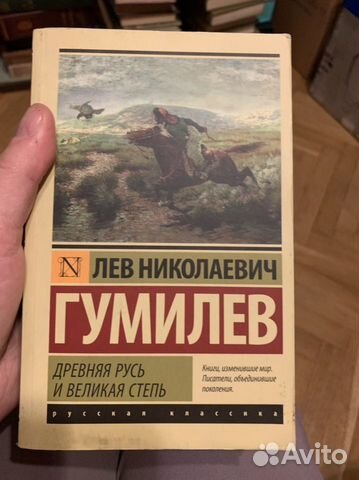 N
ЛЕВ НИКОЛАЕВИЧ
ГУМИЛЕВ
ДРЕВНЯЯ РУСЬ
И ВЕЛИКАЯ СТЕПЬ
Книги, изменившие мир.
Писатели, объединившие
поколения.
русская классика
Avito